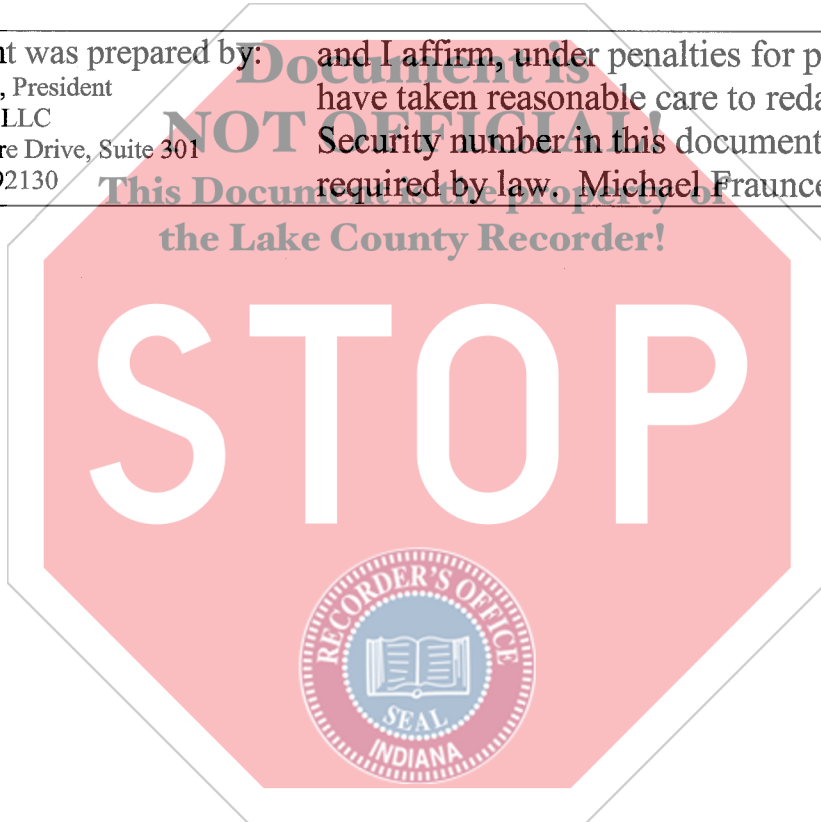 nt was prepared by:
, President
LLC
re Drive, Suite 301
92130
and I affirm, under penalties for p
have taken reasonable care to reda
Security number in this document
required by law. Michael Fraunce
Document is
NOT OFFICIAL!
This Document is the property of
the Lake County Recorder!
STOP
RECORDER'S OFFICE
SEAL
INDIANA